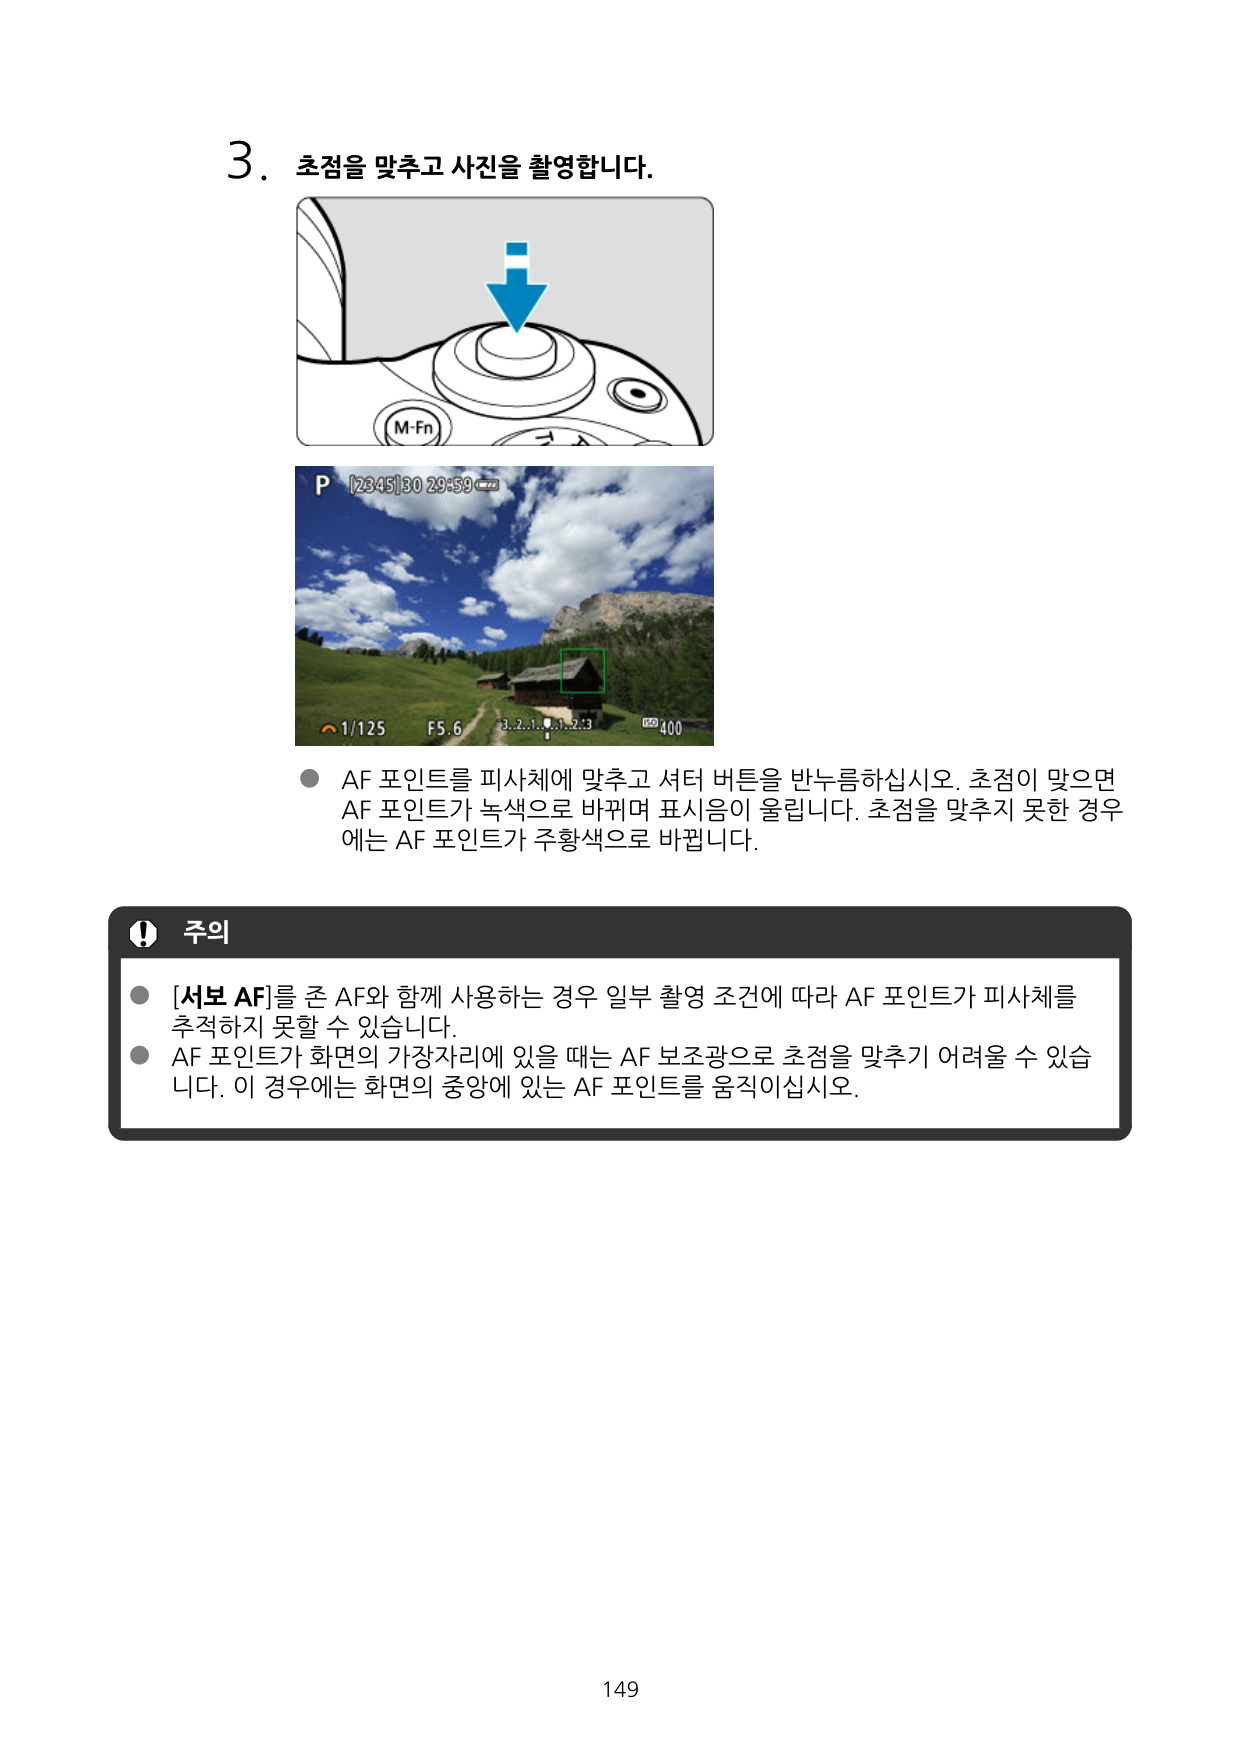 3. 초점을 맞추고 사진을 촬영합니다.
M-Fn
P [2345]30 29:59
1/125 F5.6 3..2..1..0..1..2..3 ISO 400
● AF 포인트를 피사체에 맞추고 셔터 버튼을 반누름하십시오. 초점이 맞으면
AF 포인트가 녹색으로 바뀌며 표시음이 울립니다. 초점을 맞추지 못한 경우
에는 AF 포인트가 주황색으로 바뀝니다.
주의
● [서보 AF]를 존 AF와 함께 사용하는 경우 일부 촬영 조건에 따라 AF 포인트가 피사체를
추적하지 못할 수 있습니다.
● AF 포인트가 화면의 가장자리에 있을 때는 AF 보조광으로 초점을 맞추기 어려울 수 있습
니다. 이 경우에는 화면의 중앙에 있는 AF 포인트를 움직이십시오.
149